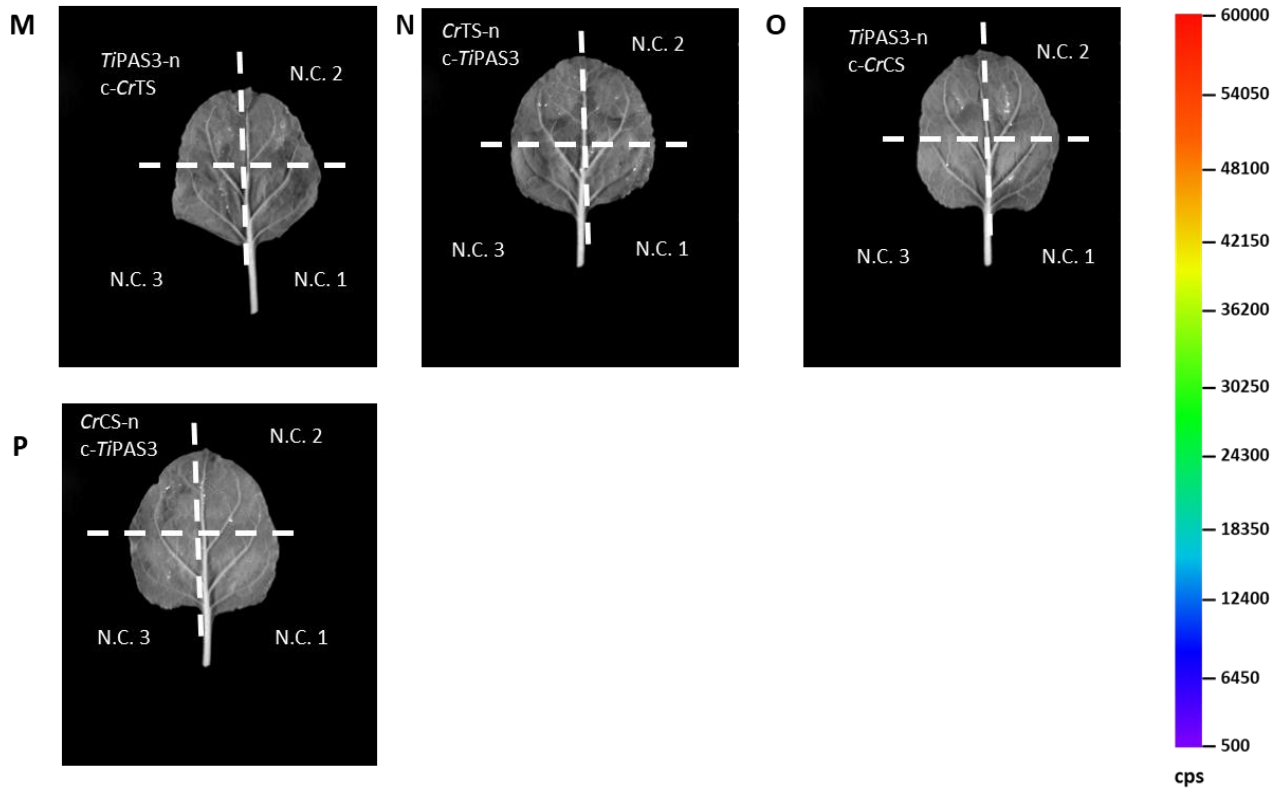 M
TiPAS3-n
c-CrTS
N.C. 2
N.C. 3
N.C. 1
N
CrTS-n
c-TiPAS3
N.C. 2
N.C. 3
N.C. 1
O
TiPAS3-n
c-CrCS
N.C. 2
N.C. 3
N.C. 1
P
CrCS-n
c-TiPAS3
N.C. 2
N.C. 3
N.C. 1
60000
54050
48100
42150
36200
30250
24300
18350
12400
6450
500
cps